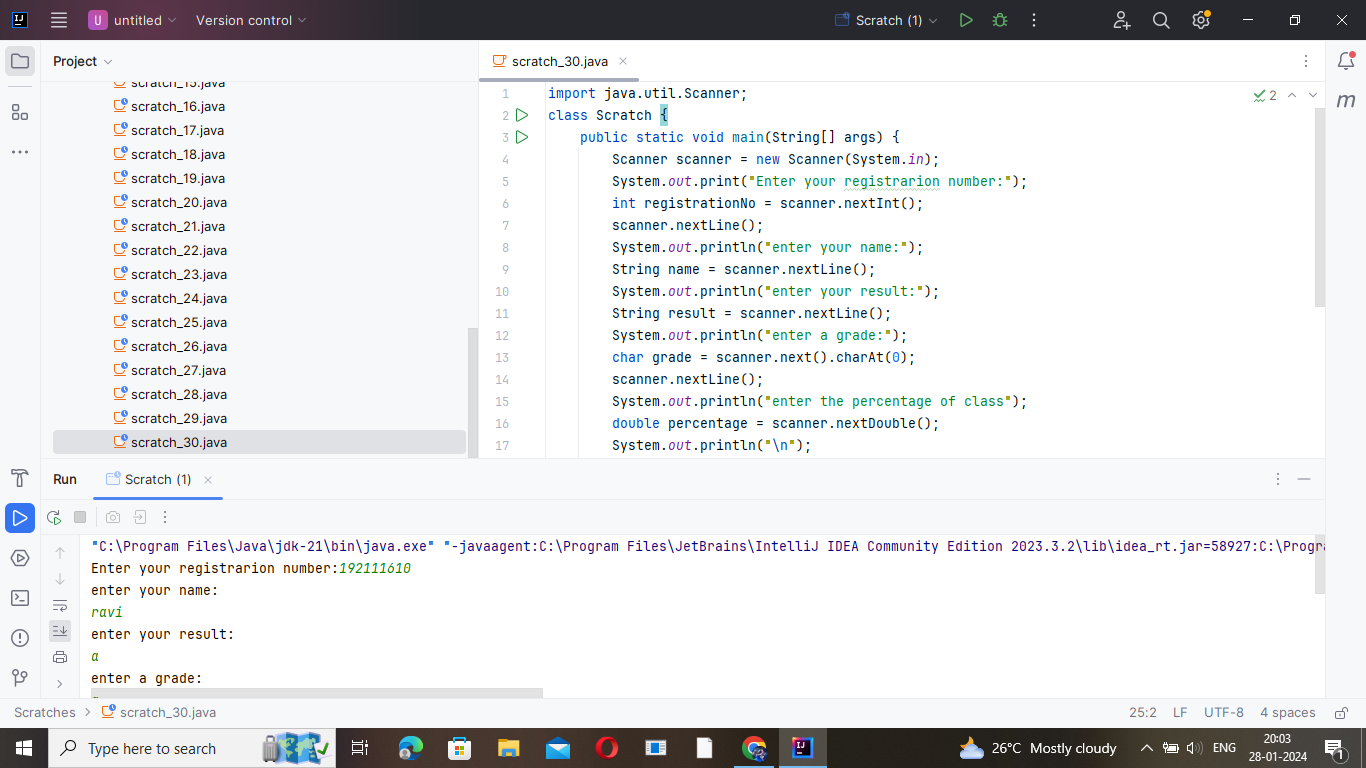 U untitled Version control Scratch (1)
Project
scratch_30.java
scratch_15.java
scratch_16.java
scratch_17.java
scratch_18.java
scratch_19.java
scratch_20.java
scratch_21.java
scratch_22.java
scratch_23.java
scratch_24.java
scratch_25.java
scratch_26.java
scratch_27.java
scratch_28.java
scratch_29.java
scratch_30.java
2
1 import java.util.Scanner;
2 class Scratch {
3 public static void main(String[] args) {
4 Scanner scanner = new Scanner(System.in);
5 System.out.print("Enter your registrarion number:");
6 int registrationNo = scanner.nextInt();
7 scanner.nextLine();
8 System.out.println("enter your name:");
9 String name = scanner.nextLine();
10 System.out.println("enter your result:");
11 String result = scanner.nextLine();
12 System.out.println("enter a grade:");
13 char grade = scanner.next().charAt(0);
14 scanner.nextLine();
15 System.out.println("enter the percentage of class");
16 double percentage = scanner.nextDouble();
17 System.out.println("\n");
m
Run Scratch (1)
"C:\Program Files\Java\jdk-21\bin\java.exe" "-javaagent:C:\Program Files\JetBrains\IntelliJ IDEA Community Edition 2023.3.2\lib\idea_rt.jar=58927:C:\Progr
Enter your registrarion number:192111610
enter your name:
ravi
enter your result:
a
enter a grade:
Scratches > scratch_30.java
25:2 LF UTF-8 4 spaces
Type here to search
26°C Mostly cloudy
ENG
20:03
28-01-2024
1